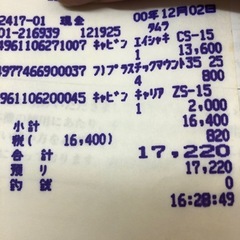 2417-01 現金 00年12月02日
01-216939 121925 タムラ
4961106271007 キャビン エイシャキ CS-15
1 13,600
4977466900037 フ)プラスチックマウント35 25
4 800
4961106200045 キャビン キャリア ZS-15
1 2,000
小計 16,400
税( 16,400) 820
合計 17,220
預り 17,220
釣銭 0
16:28:49